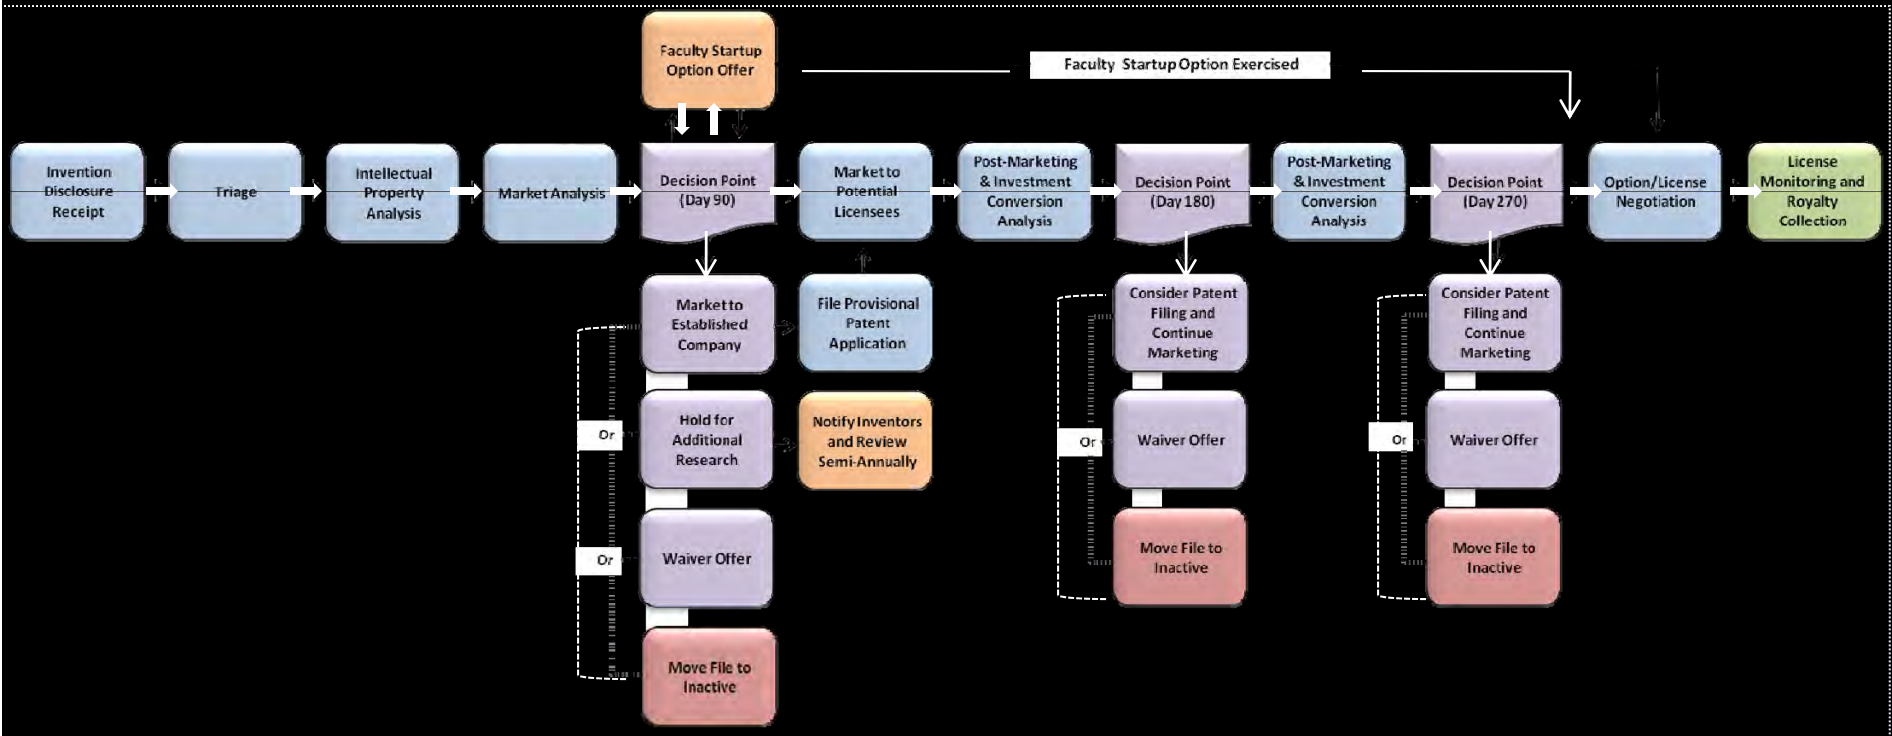 Faculty Startup
Option Offer
Faculty Startup Option Exercised
Invention
Disclosure
Receipt
Triage
Intellectual
Property
Analysis
Market Analysis
Decision Point
(Day 90)
Market to
Potential
Licensees
Post-Marketing
& Investment
Conversion
Analysis
Decision Point
(Day 180)
Post-Marketing
& Investment
Conversion
Analysis
Decision Point
(Day 270)
Option/License
Negotiation
License
Monitoring and
Royalty
Collection
Market to
Established
Company
File Provisional
Patent
Application
Consider Patent
Filing and
Continue
Marketing
Consider Patent
Filing and
Continue
Marketing
Or
Hold for
Additional
Research
Notify Inventors
and Review
Semi-Annually
Or
Waiver Offer
Or
Waiver Offer
Or
Waiver Offer
Move File to
Inactive
Move File to
Inactive
Move File to
Inactive